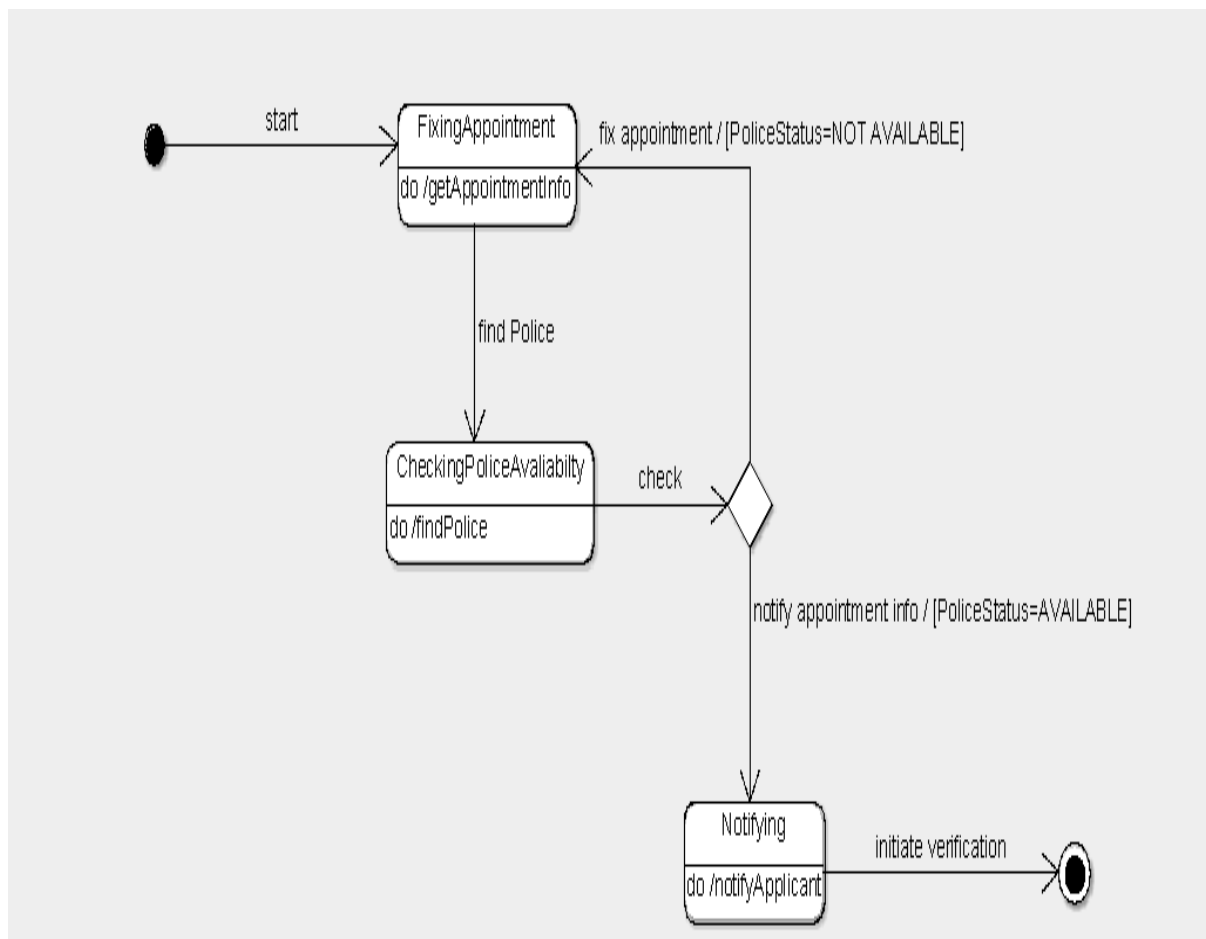 start
FixingAppointment
do /getAppointmentInfo
fix appointment / [PoliceStatus=NOT AVAILABLE]
find Police
CheckingPoliceAvaliabilty
do /findPolice
check
notify appointment info / [PoliceStatus=AVAILABLE]
Notifying
do /notifyApplicant
initiate verification